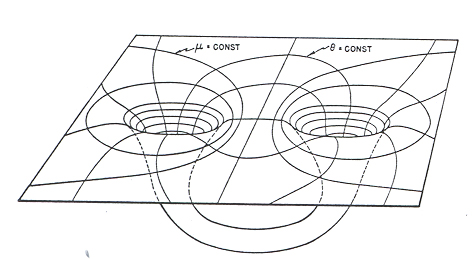 μ = CONST
θ = CONST